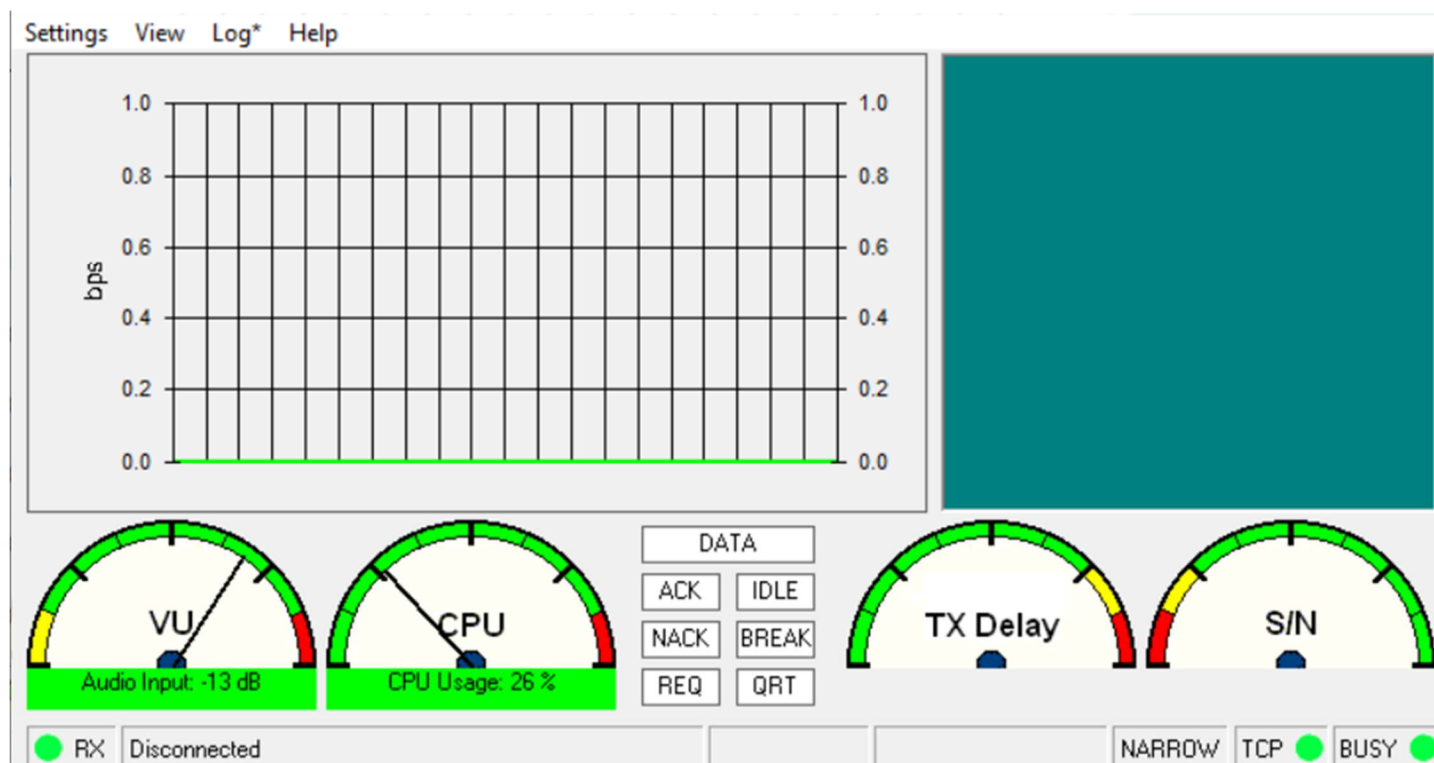 Settings View Log* Help
1.0 1.0
0.8 0.8
0.6 0.6
bps
0.4 0.4
0.2 0.2
0.0 0.0
VU
Audio Input: -13 dB
CPU
CPU Usage: 26 %
DATA
ACK IDLE
NACK BREAK
REQ QRT
TX Delay
S/N
RX Disconnected NARROW TCP BUSY